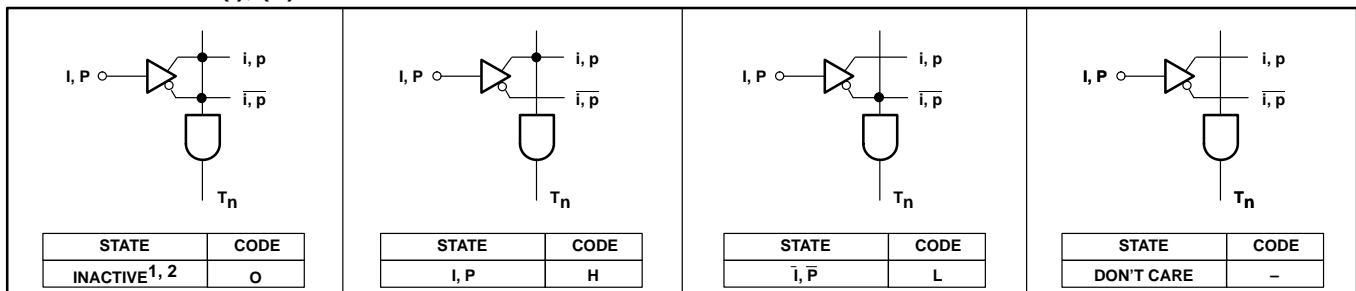 I, P
i, p
i, p
Tn
STATE CODE
INACTIVE1, 2 O
I, P
i, p
i, p
Tn
STATE CODE
I, P H
I, P
i, p
i, p
Tn
STATE CODE
I, P L
I, P
i, p
i, p
Tn
STATE CODE
DON'T CARE –